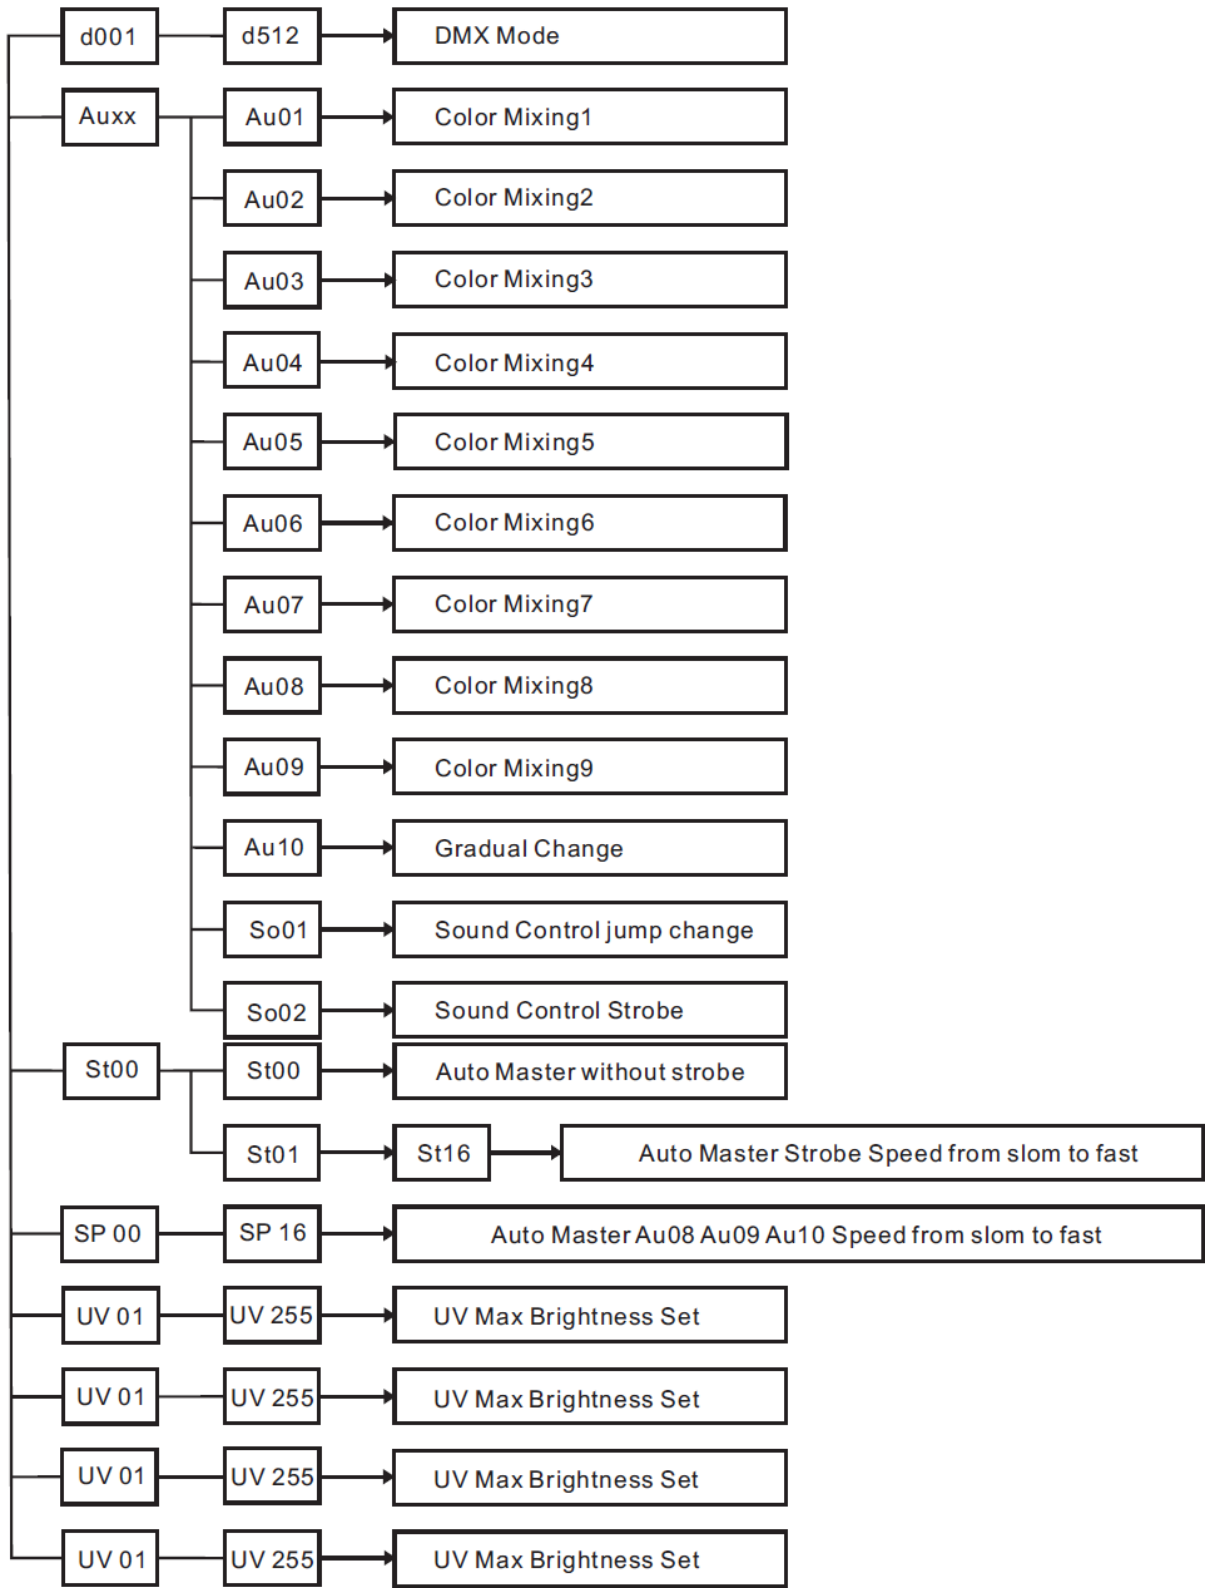 d001 d512 DMX Mode
Auxx Au01 Color Mixing1
Au02 Color Mixing2
Au03 Color Mixing3
Au04 Color Mixing4
Au05 Color Mixing5
Au06 Color Mixing6
Au07 Color Mixing7
Au08 Color Mixing8
Au09 Color Mixing9
Au10 Gradual Change
So01 Sound Control jump change
So02 Sound Control Strobe
St00 St00 Auto Master without strobe
St01 St16 Auto Master Strobe Speed from slom to fast
SP 00 SP 16 Auto Master Au08 Au09 Au10 Speed from slom to fast
UV 01 UV 255 UV Max Brightness Set
UV 01 UV 255 UV Max Brightness Set
UV 01 UV 255 UV Max Brightness Set
UV 01 UV 255 UV Max Brightness Set